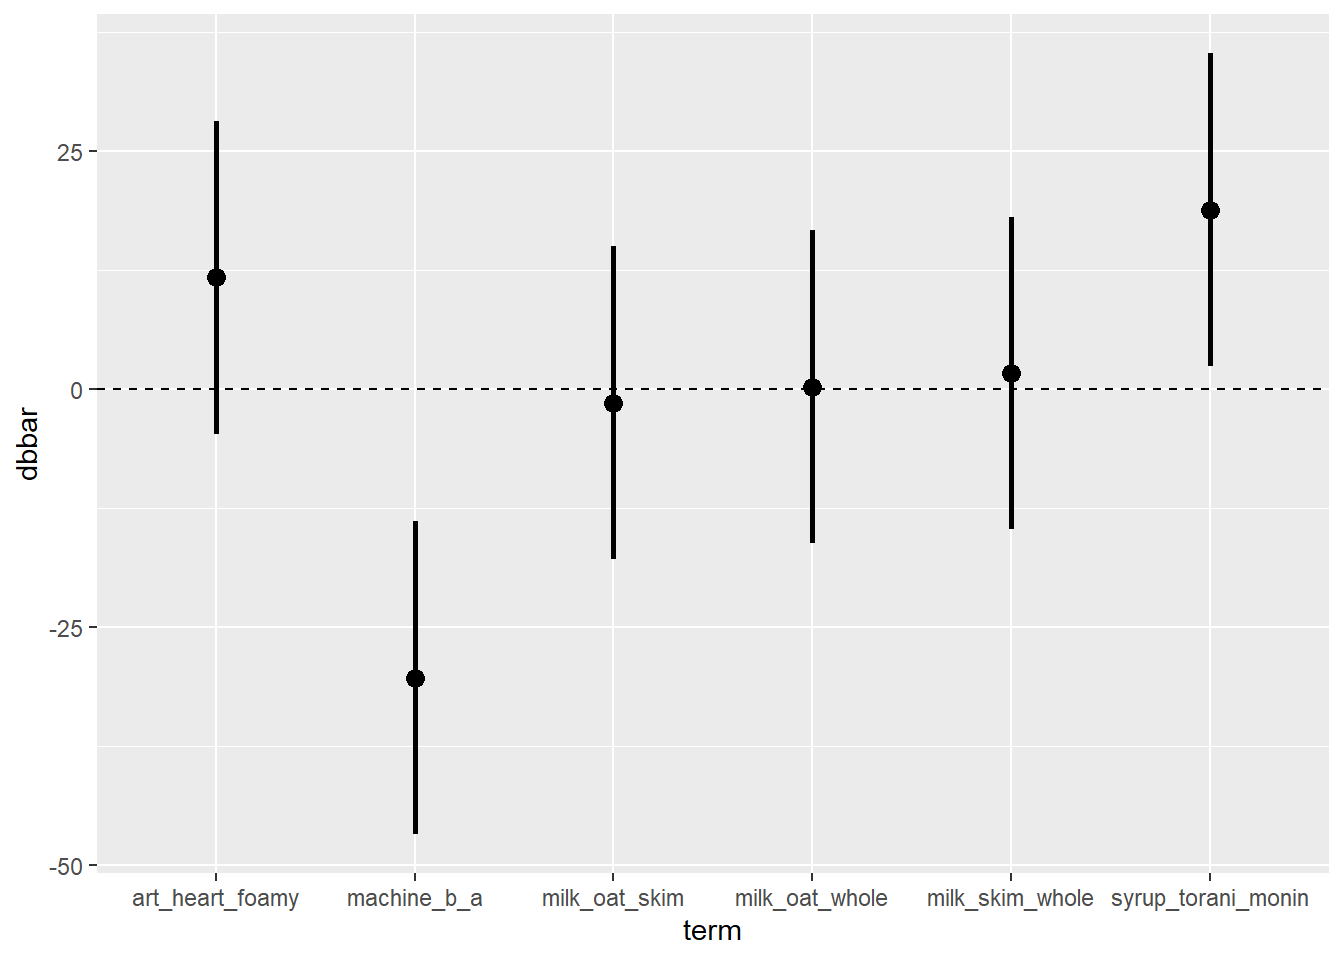 25
0
-25
-50
dbbar
art_heart_foamy machine_b_a milk_oat_skim milk_oat_whole milk_skim_whole syrup_torani_monin
term